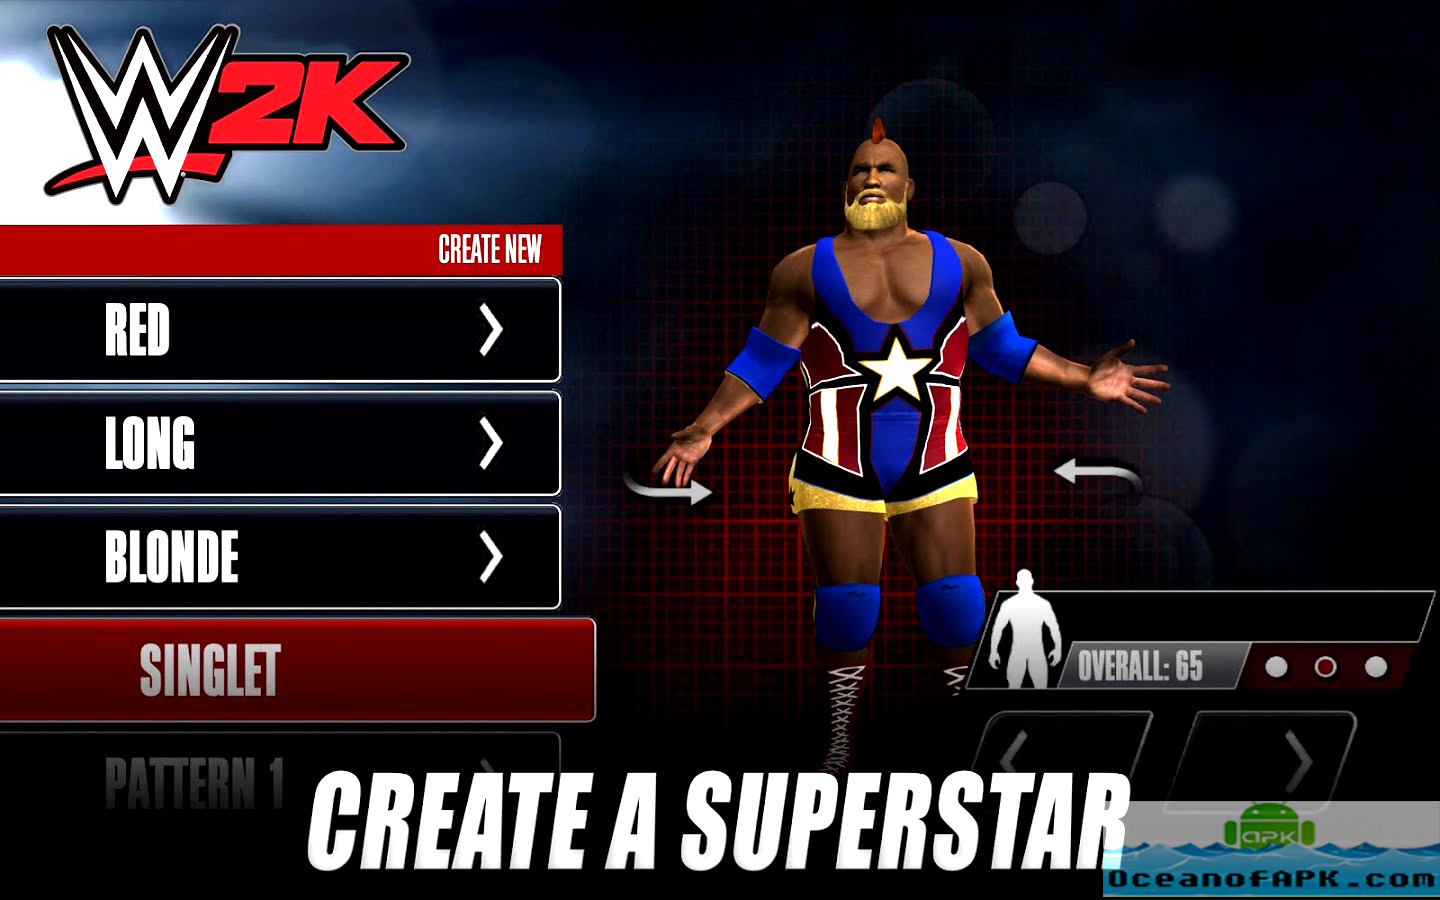 W2K
CREATE NEW
RED
LONG
BLONDE
SINGLET
PATTERN 1
OVERALL: 65
CREATE A SUPERSTAR
APK
OceanofAPK.com